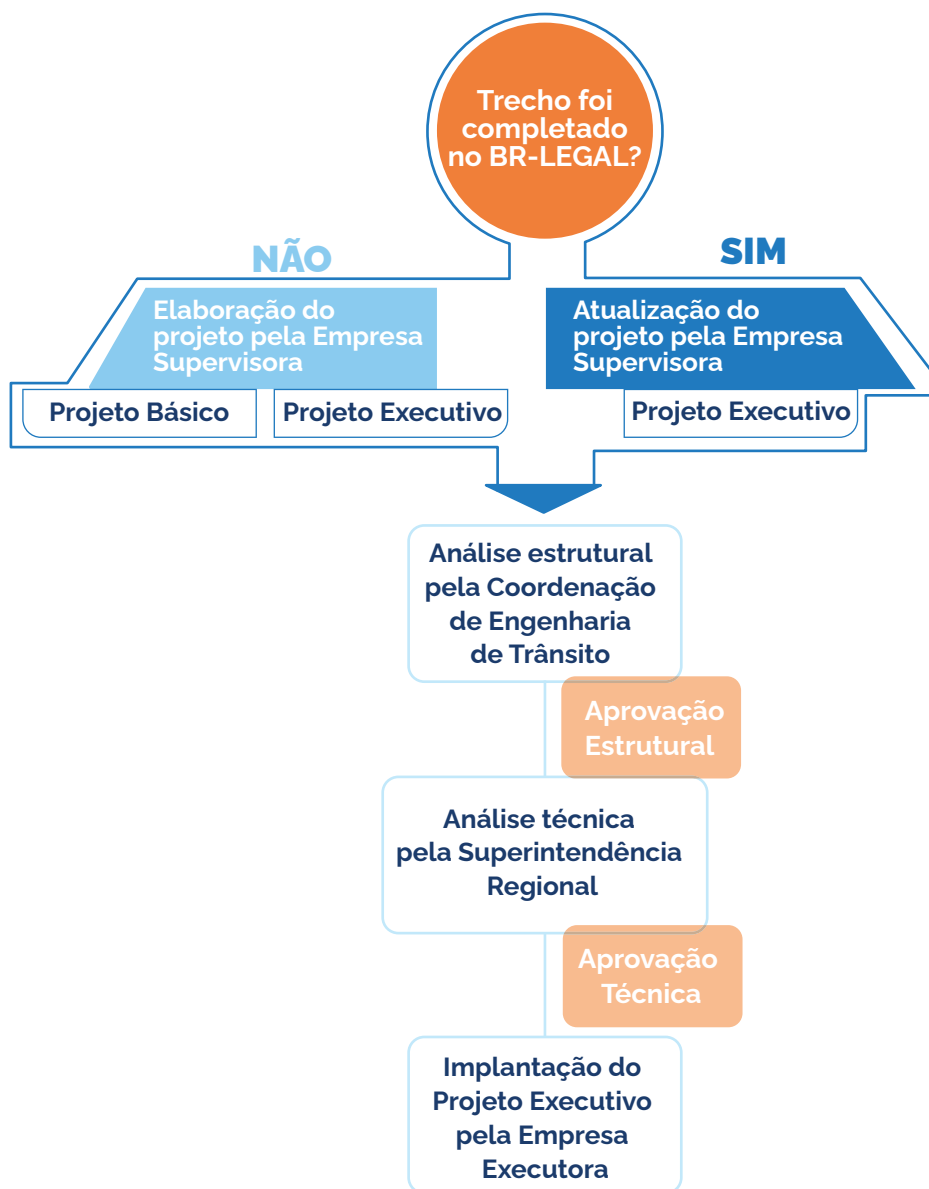 Trecho foi
completado
no BR-LEGAL?
NÃO
SIM
Elaboração do
projeto pela Empresa
Supervisora
Projeto Básico
Projeto Executivo
Atualização do
projeto pela Empresa
Supervisora
Projeto Executivo
Análise estrutural
pela Coordenação
de Engenharia
de Trânsito
Aprovação
Estrutural
Análise técnica
pela Superintendência
Regional
Aprovação
Técnica
Implantação do
Projeto Executivo
pela Empresa
Executora